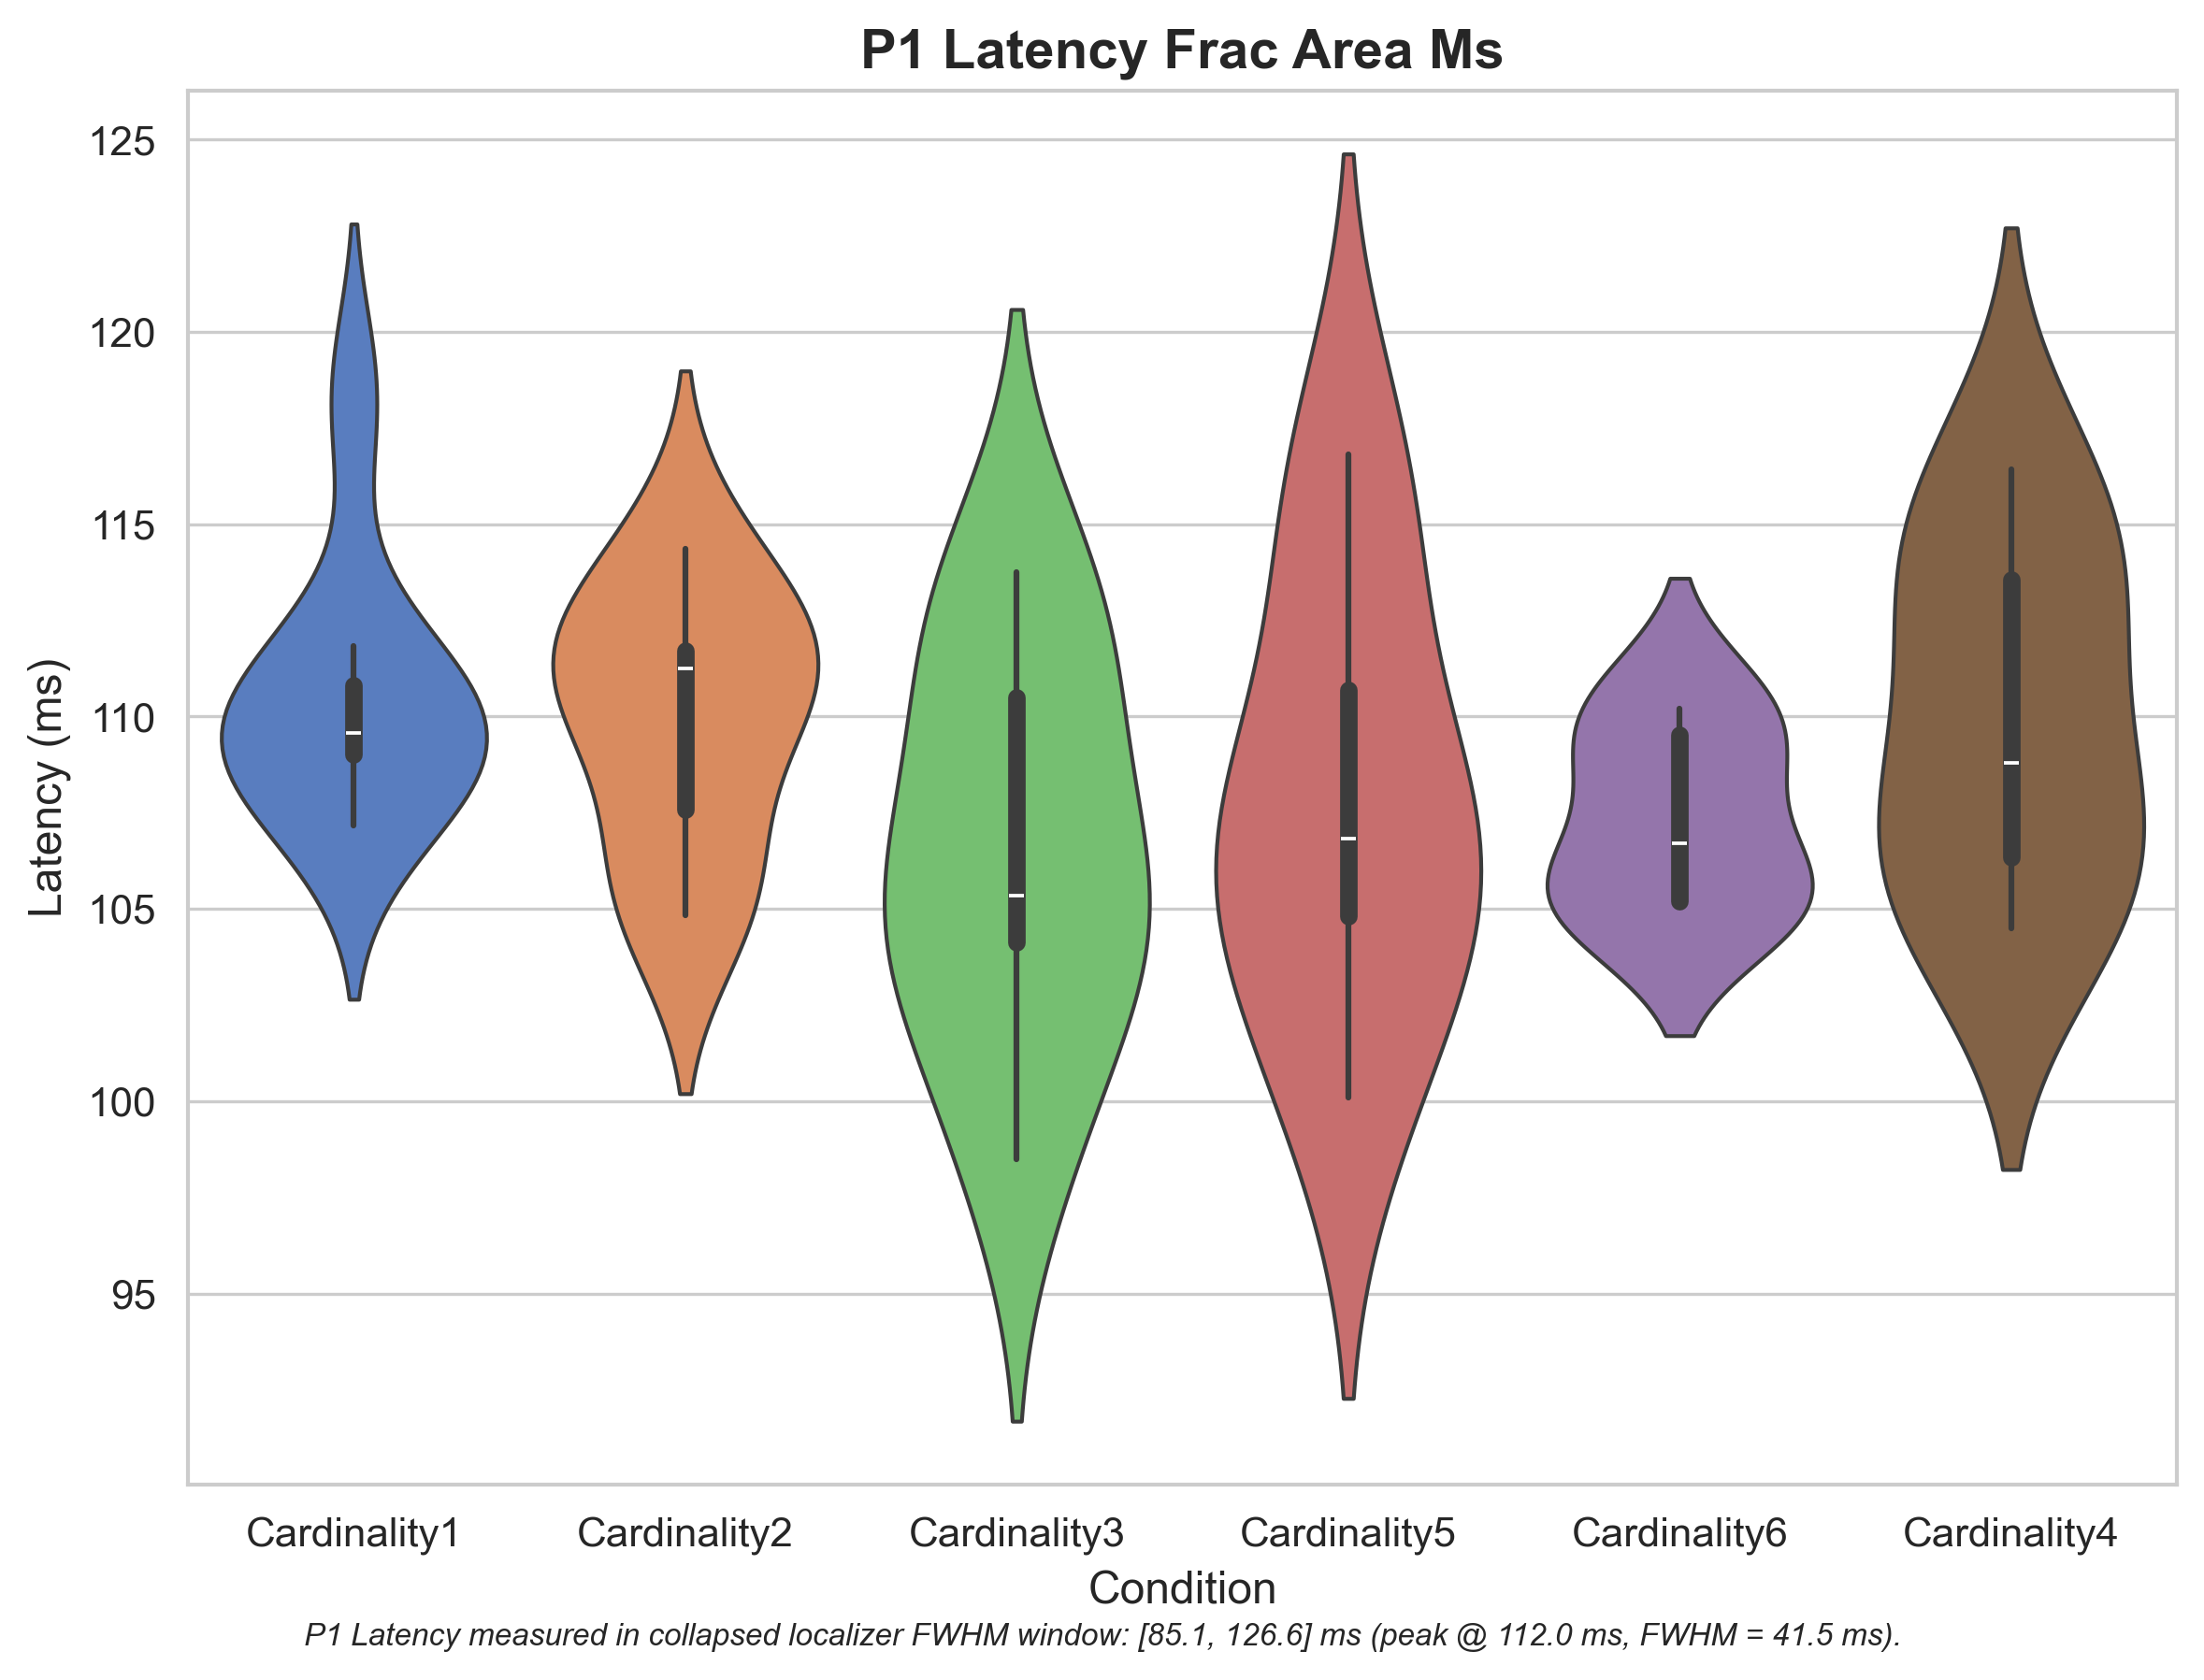 P1 Latency Frac Area Ms
125
120
115
110
105
100
95
Latency (ms)
Cardinality1
Cardinality2
Cardinality3
Cardinality5
Cardinality6
Cardinality4
Condition
P1 Latency measured in collapsed localizer FWHM window: [85.1, 126.6] ms (peak @ 112.0 ms, FWHM = 41.5 ms).